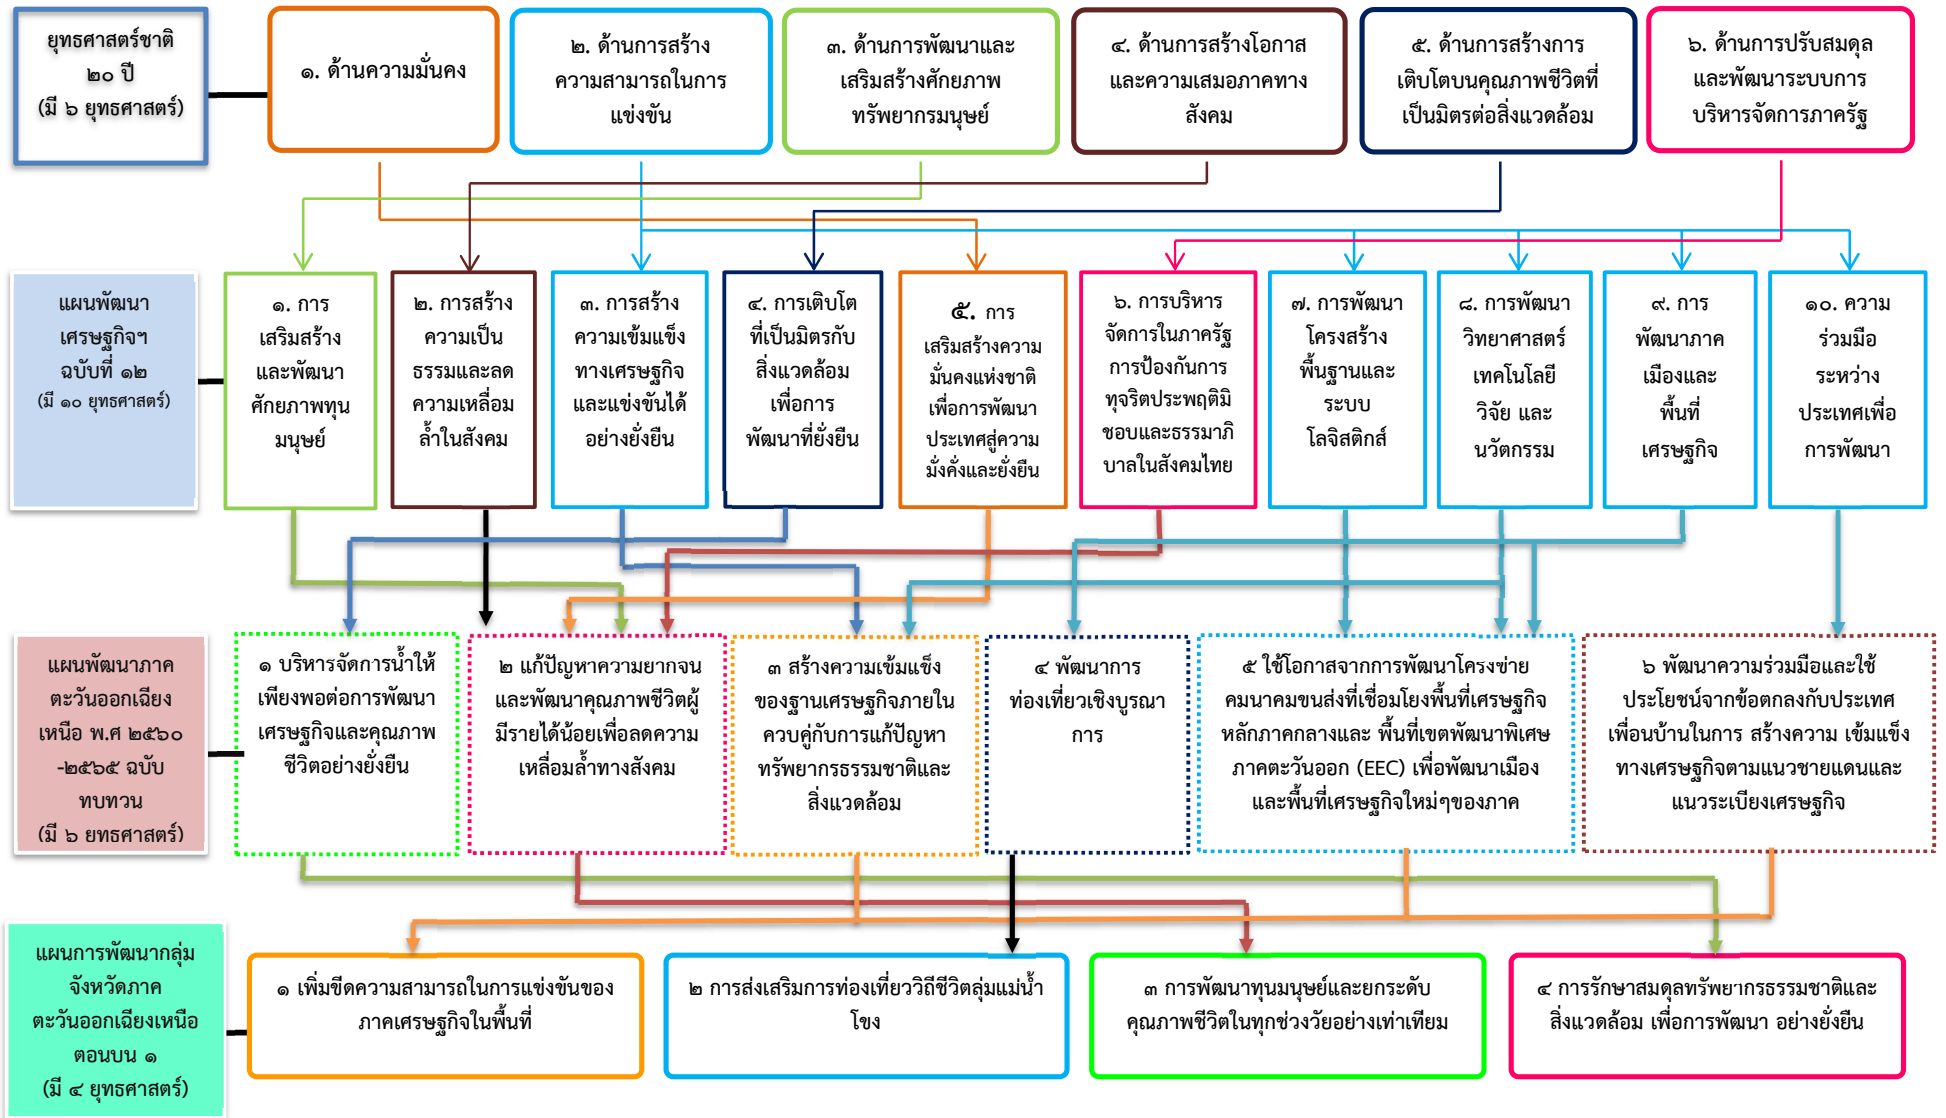 ยุทธศาสตร์ชาติ
๒๐ ปี
(มี ๖ ยุทธศาสตร์)
๑. ด้านความมั่นคง
๒. ด้านการสร้าง
ความสามารถในการ
แข่งขัน
๓. ด้านการพัฒนาและ
เสริมสร้างศักยภาพ
ทรัพยากรมนุษย์
๔. ด้านการสร้างโอกาส
และความเสมอภาคทาง
สังคม
๕. ด้านการสร้างการ
เติบโตบนคุณภาพชีวิตที่
เป็นมิตรต่อสิ่งแวดล้อม
๖. ด้านการปรับสมดุล
และพัฒนาระบบการ
บริหารจัดการภาครัฐ
แผนพัฒนา
เศรษฐกิจฯ
ฉบับที่ ๑๒
(มี ๑๐ ยุทธศาสตร์)
๑. การ
เสริมสร้าง
และพัฒนา
ศักยภาพทุน
มนุษย์
๒. การสร้าง
ความเป็น
ธรรมและลด
ความเหลื่อม
ล้ำในสังคม
๓. การสร้าง
ความเข้มแข็ง
ทางเศรษฐกิจ
และแข่งขันได้
อย่างยั่งยืน
๔. การเติบโต
ที่เป็นมิตรกับ
สิ่งแวดล้อม
เพื่อการ
พัฒนาที่ยั่งยืน
๕. การ
เสริมสร้างความ
มั่นคงแห่งชาติ
เพื่อการพัฒนา
ประเทศสู่ความ
มั่งคั่งและยั่งยืน
๖. การบริหาร
จัดการในภาครัฐ
การป้องกันการ
ทุจริตประพฤติมิ
ชอบและธรรมาภิ
บาลในสังคมไทย
๗. การพัฒนา
โครงสร้าง
พื้นฐานและ
ระบบ
โลจิสติกส์
๘. การพัฒนา
วิทยาศาสตร์
เทคโนโลยี
วิจัย และ
นวัตกรรม
๙. การ
พัฒนาภาค
เมืองและ
พื้นที่
เศรษฐกิจ
๑๐. ความ
ร่วมมือ
ระหว่าง
ประเทศเพื่อ
การพัฒนา
แผนพัฒนาภาค
ตะวันออกเฉียง
เหนือ พ.ศ ๒๕๖๐
-๒๕๖๕ ฉบับ
ทบทวน
(มี ๖ ยทธศาสตร์)
๑ บริหารจัดการน้ำให้
เพียงพอต่อการพัฒนา
เศรษฐกิจและคุณภาพ
ชีวิตอย่างยั่งยืน
๒ แก้ปัญหาความยากจน
และพัฒนาคุณภาพชีวิตผู้
มีรายได้น้อยเพื่อลดความ
เหลื่อมล้ำทางสังคม
๓ สร้างความเข้มแข็ง
ของฐานเศรษฐกิจภายใน
ควบคู่กับการแก้ปัญหา
ทรัพยากรธรรมชาติและ
สิ่งแวดล้อม
๔ พัฒนาการ
ท่องเที่ยวเชิงบูรณา
การ
๕ ใช้โอกาสจากการพัฒนาโครงข่าย
คมนาคมขนส่งที่เชื่อมโยงพื้นที่เศรษฐกิจ
หลักภาคกลางและ พื้นที่เขตพัฒนาพิเศษ
ภาคตะวันออก (EEC) เพื่อพัฒนาเมือง
และพื้นที่เศรษฐกิจใหม่ๆของภาค
๖ พัฒนาความร่วมมือและใช้
ประโยชน์จากข้อตกลงกับประเทศ
เพื่อนบ้านในการ สร้างความ เข้มแข็ง
ทางเศรษฐกิจตามแนวชายแดนและ
แนวระเบียงเศรษฐกิจ
แผนการพัฒนากลุ่ม
จังหวัดภาค
ตะวันออกเฉียงเหนือ
ตอนบน ๑
(มี ๔ ยุทธศาสตร์)
๑ เพิ่มขีดความสามารถในการแข่งขันของ
ภาคเศรษฐกิจในพื้นที่
๒ การส่งเสริมการท่องเที่ยววิถีชีวิตลุ่มแม่น้ำ
โขง
๓ การพัฒนาทุนมนุษย์และยกระดับ
คุณภาพชีวิตในทุกช่วงวัยอย่างเท่าเทียม
๔ การรักษาสมดุลทรัพยากรธรรมชาติและ
สิ่งแวดล้อม เพื่อการพัฒนา อย่างยั่งยืน